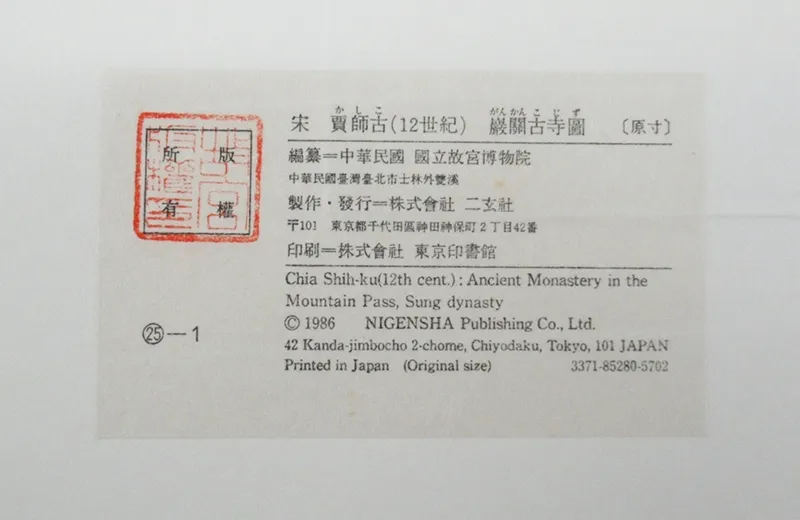 版權
所有
㉕—1
かしこ がんかんこじず
宋 賈師古(12世紀) 巖關古寺圖 〔原寸〕
編纂＝中華民國 國立故宮博物院
中華民國臺灣臺北市士林外雙溪
製作・發行＝株式會社 二玄社
〒101 東京都千代田區神田神保町2丁目42番
印刷＝株式會社 東京印書館
Chia Shih-ku(12th cent.): Ancient Monastery in the
Mountain Pass, Sung dynasty
© 1986 NIGENSHA Publishing Co., Ltd.
42 Kanda-jimbocho 2-chome, Chiyodaku, Tokyo, 101 JAPAN
Printed in Japan (Original size) 3371-85280-5702